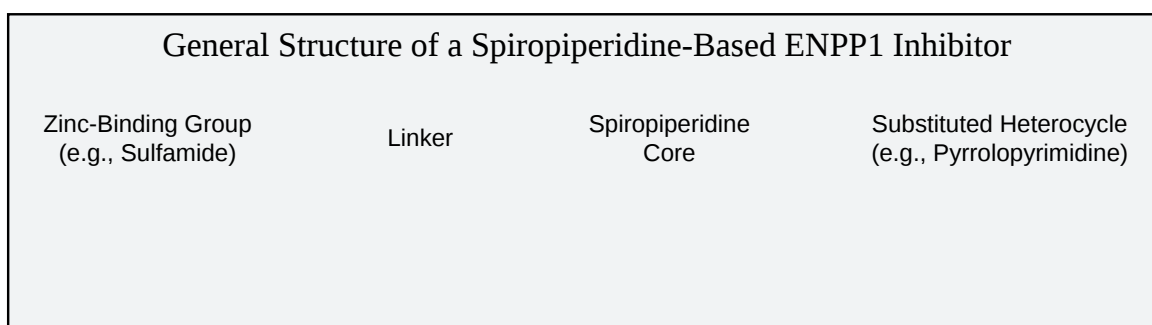 General Structure of a Spiropiperidine-Based ENPP1 Inhibitor
Zinc-Binding Group
(e.g., Sulfamide)
Linker
Spiropiperidine
Core
Substituted Heterocycle
(e.g., Pyrrolopyrimidine)